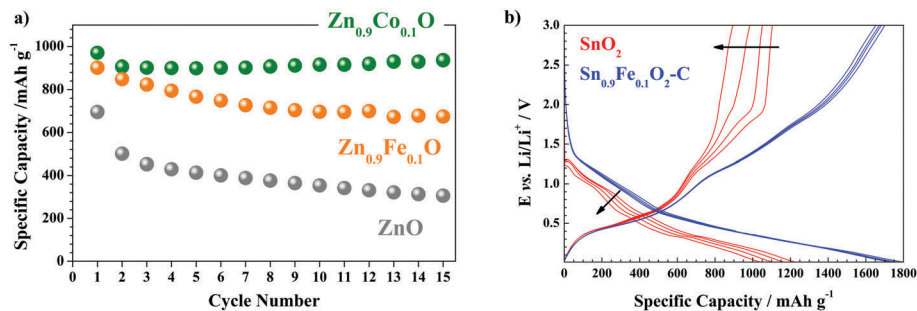 a)
Zn0.9Co0.1O
Zn0.9Fe0.1O
ZnO
1000
800
600
400
200
0
1 2 3 4 5 6 7 8 9 10 11 12 13 14 15
Cycle Number
Specific Capacity /mAh g-1
b)
SnO2
Sn0.9Fe0.1O2-C
3.0
2.5
2.0
1.5
1.0
0.5
0 200 400 600 800 1000 1200 1400 1600 1800
Specific Capacity / mAh g-1
E vs. Li/Li+ / V